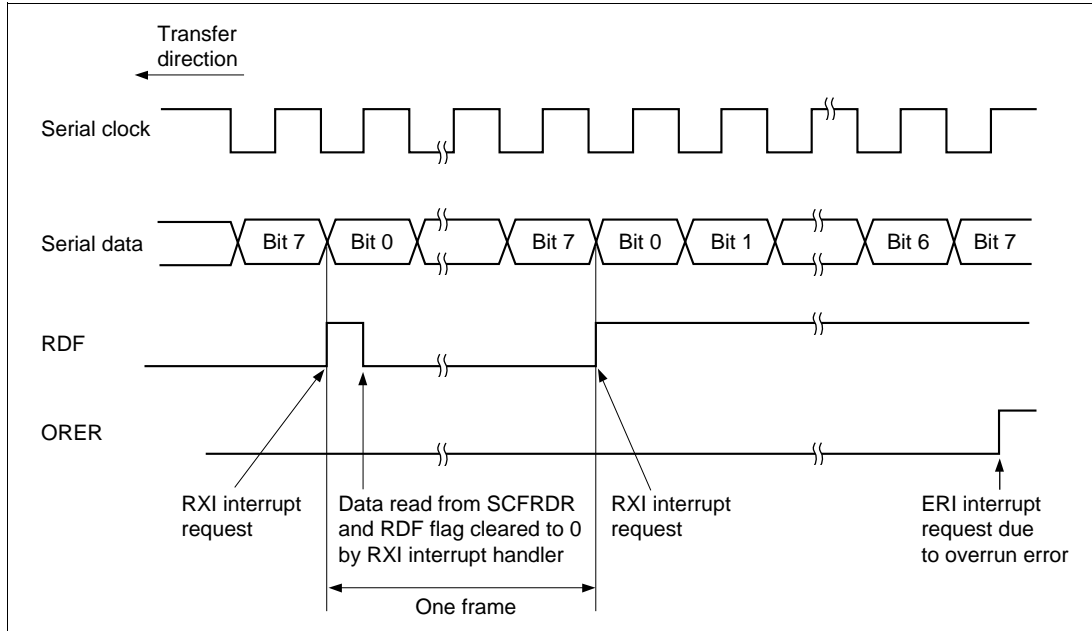 Transfer
direction
Serial clock
Serial data
Bit 7
Bit 0
Bit 7
Bit 0
Bit 1
Bit 6
Bit 7
RDF
ORER
RXI interrupt
request
Data read from SCFRDR
and RDF flag cleared to 0
by RXI interrupt handler
RXI interrupt
request
ERI interrupt
request due
to overrun error
One frame